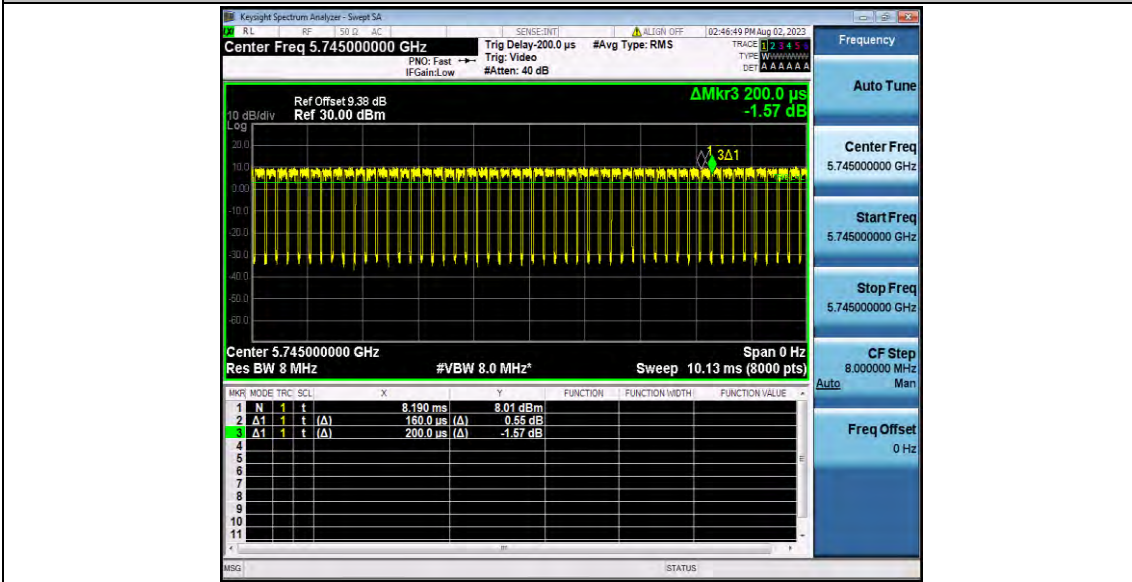 Keysight Spectrum Analyzer - Swept SA
RL RF 50 Ω AC SENSE:INT ALIGN OFF 02:46:49 PM Aug 02, 2023
Center Freq 5.745000000 GHz
PNO: Fast
IFGain:Low
Trig Delay-200.0 µs
Trig: Video
#Atten: 40 dB
#Avg Type: RMS
TRACE 1 2 3 4 5 6
TYPE WWWWWW
DET A A A A A A
Frequency
Auto Tune
Center Freq
5.745000000 GHz
Start Freq
5.745000000 GHz
Stop Freq
5.745000000 GHz
CF Step
8.000000 MHz
Auto Man
Freq Offset
0 Hz
ΔMkr3 200.0 µs
-1.57 dB
Ref Offset 9.38 dB
10 dB/div Ref 30.00 dBm
Log
20.0
10.0
0.00
-10.0
-20.0
-30.0
-40.0
-50.0
-60.0
1 3Δ1
Center 5.745000000 GHz Span 0 Hz
Res BW 8 MHz #VBW 8.0 MHz* Sweep 10.13 ms (8000 pts)
MKR MODE TRC SCL X Y FUNCTION FUNCTION WIDTH FUNCTION VALUE
1 N 1 t 8.190 ms 8.01 dBm
2 Δ1 1 t (Δ) 160.0 µs (Δ) 0.55 dB
3 Δ1 1 t (Δ) 200.0 µs (Δ) -1.57 dB
4
5
6
7
8
9
10
11
MSG STATUS